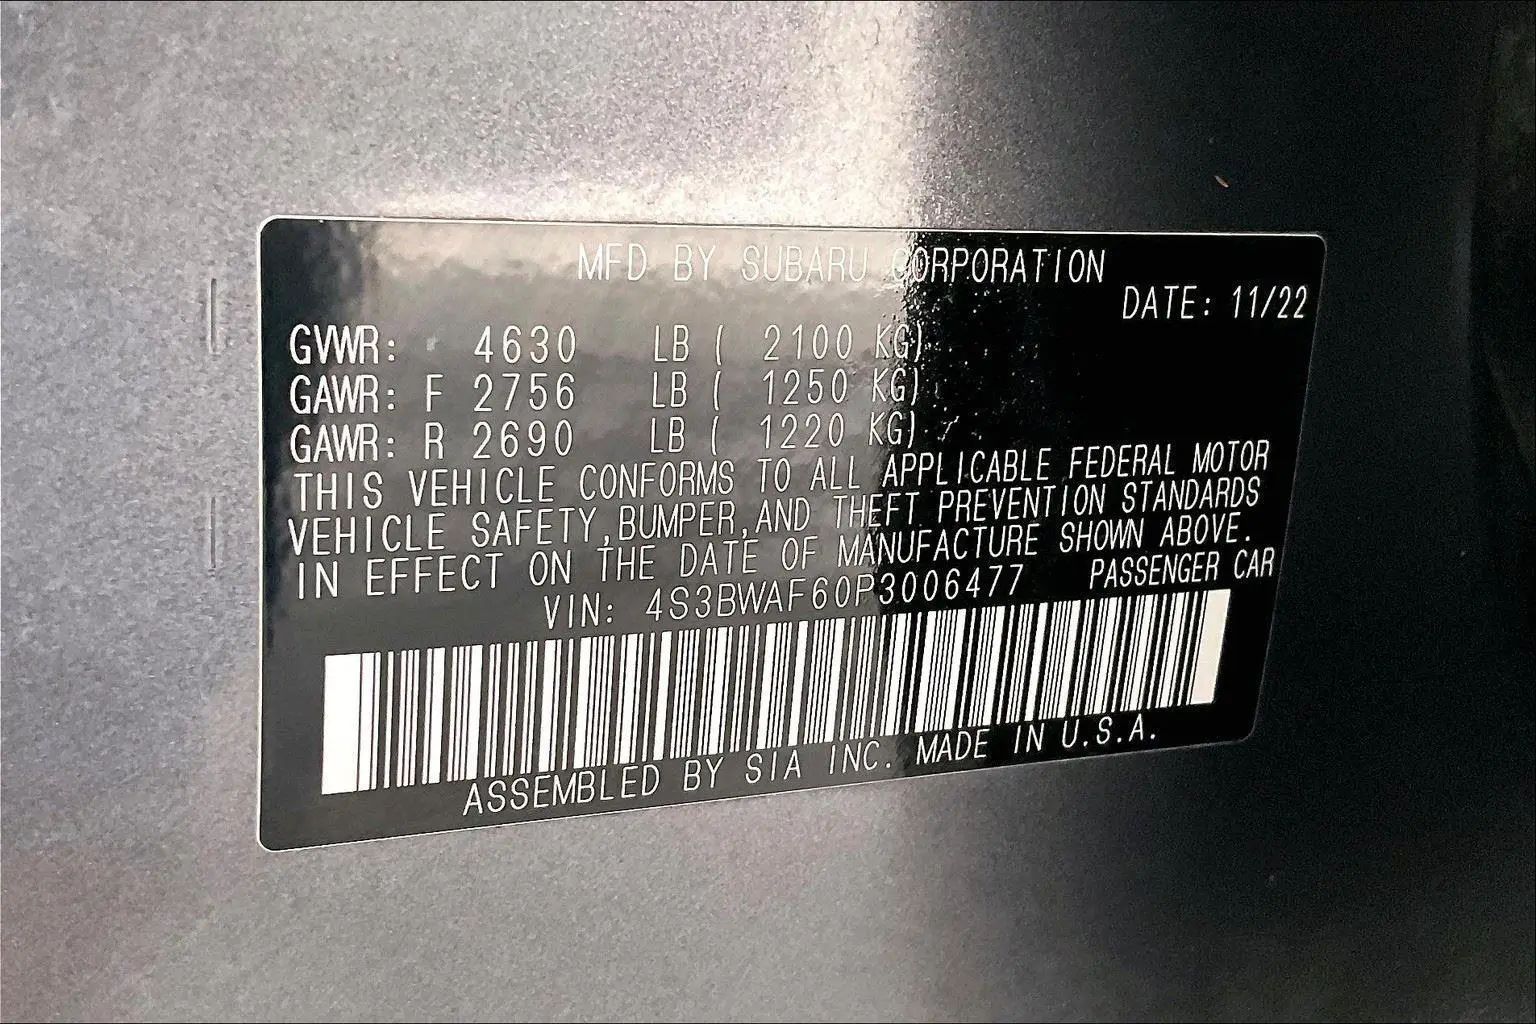 MFD BY SUBARU CORPORATION
DATE: 11/22
GVWR: 4630 LB ( 2100 KG)
GAWR: F 2756 LB ( 1250 KG)
GAWR: R 2690 LB ( 1220 KG)
THIS VEHICLE CONFORMS TO ALL APPLICABLE FEDERAL MOTOR
VEHICLE SAFETY,BUMPER,AND THEFT PREVENTION STANDARDS
IN EFFECT ON THE DATE OF MANUFACTURE SHOWN ABOVE.
VIN: 4S3BWAF60P3006477 PASSENGER CAR
ASSEMBLED BY SIA INC. MADE IN U.S.A.